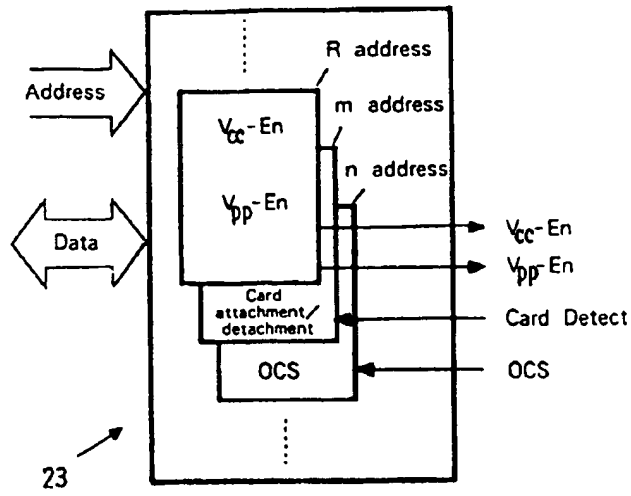 R address
Address
m address
Vcc-En
n address
Vpp-En
Vcc-En
Data
Vpp-En
Card
attachment/
detachment
Card Detect
OCS
OCS
23